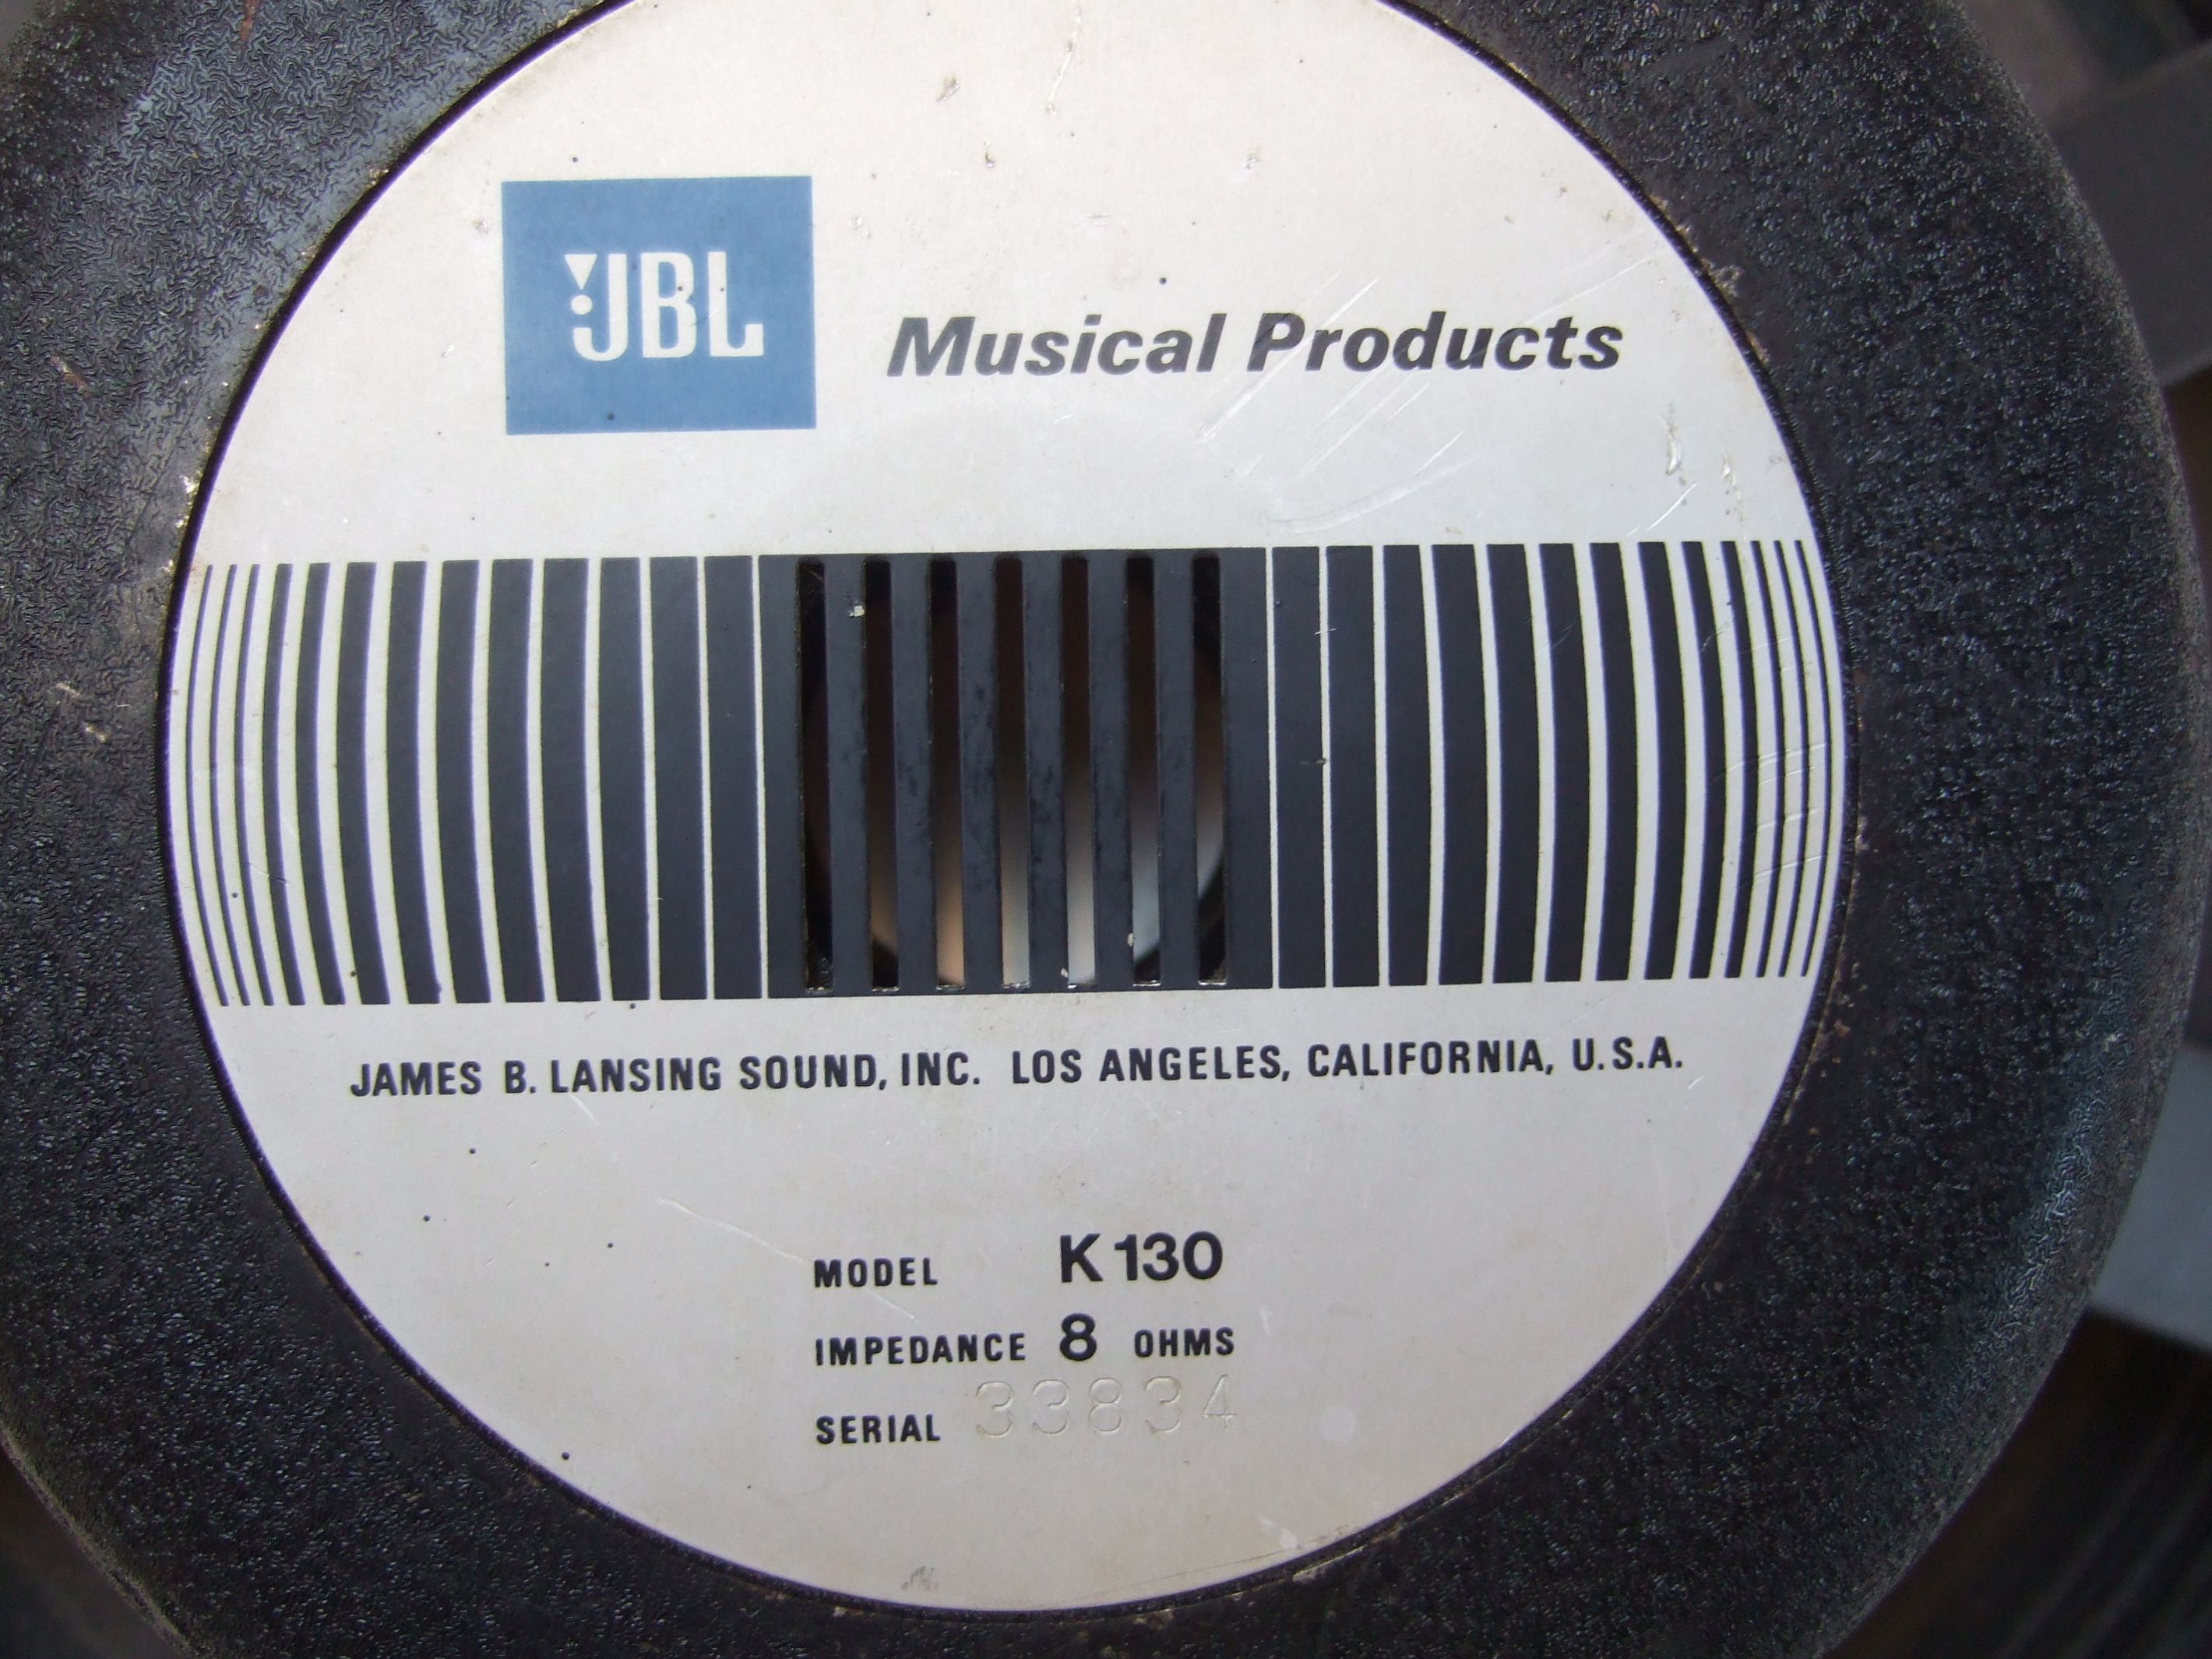 JBL
Musical Products
JAMES B. LANSING SOUND, INC. LOS ANGELES, CALIFORNIA, U.S.A.
MODEL K130
IMPEDANCE 8 OHMS
SERIAL 33834